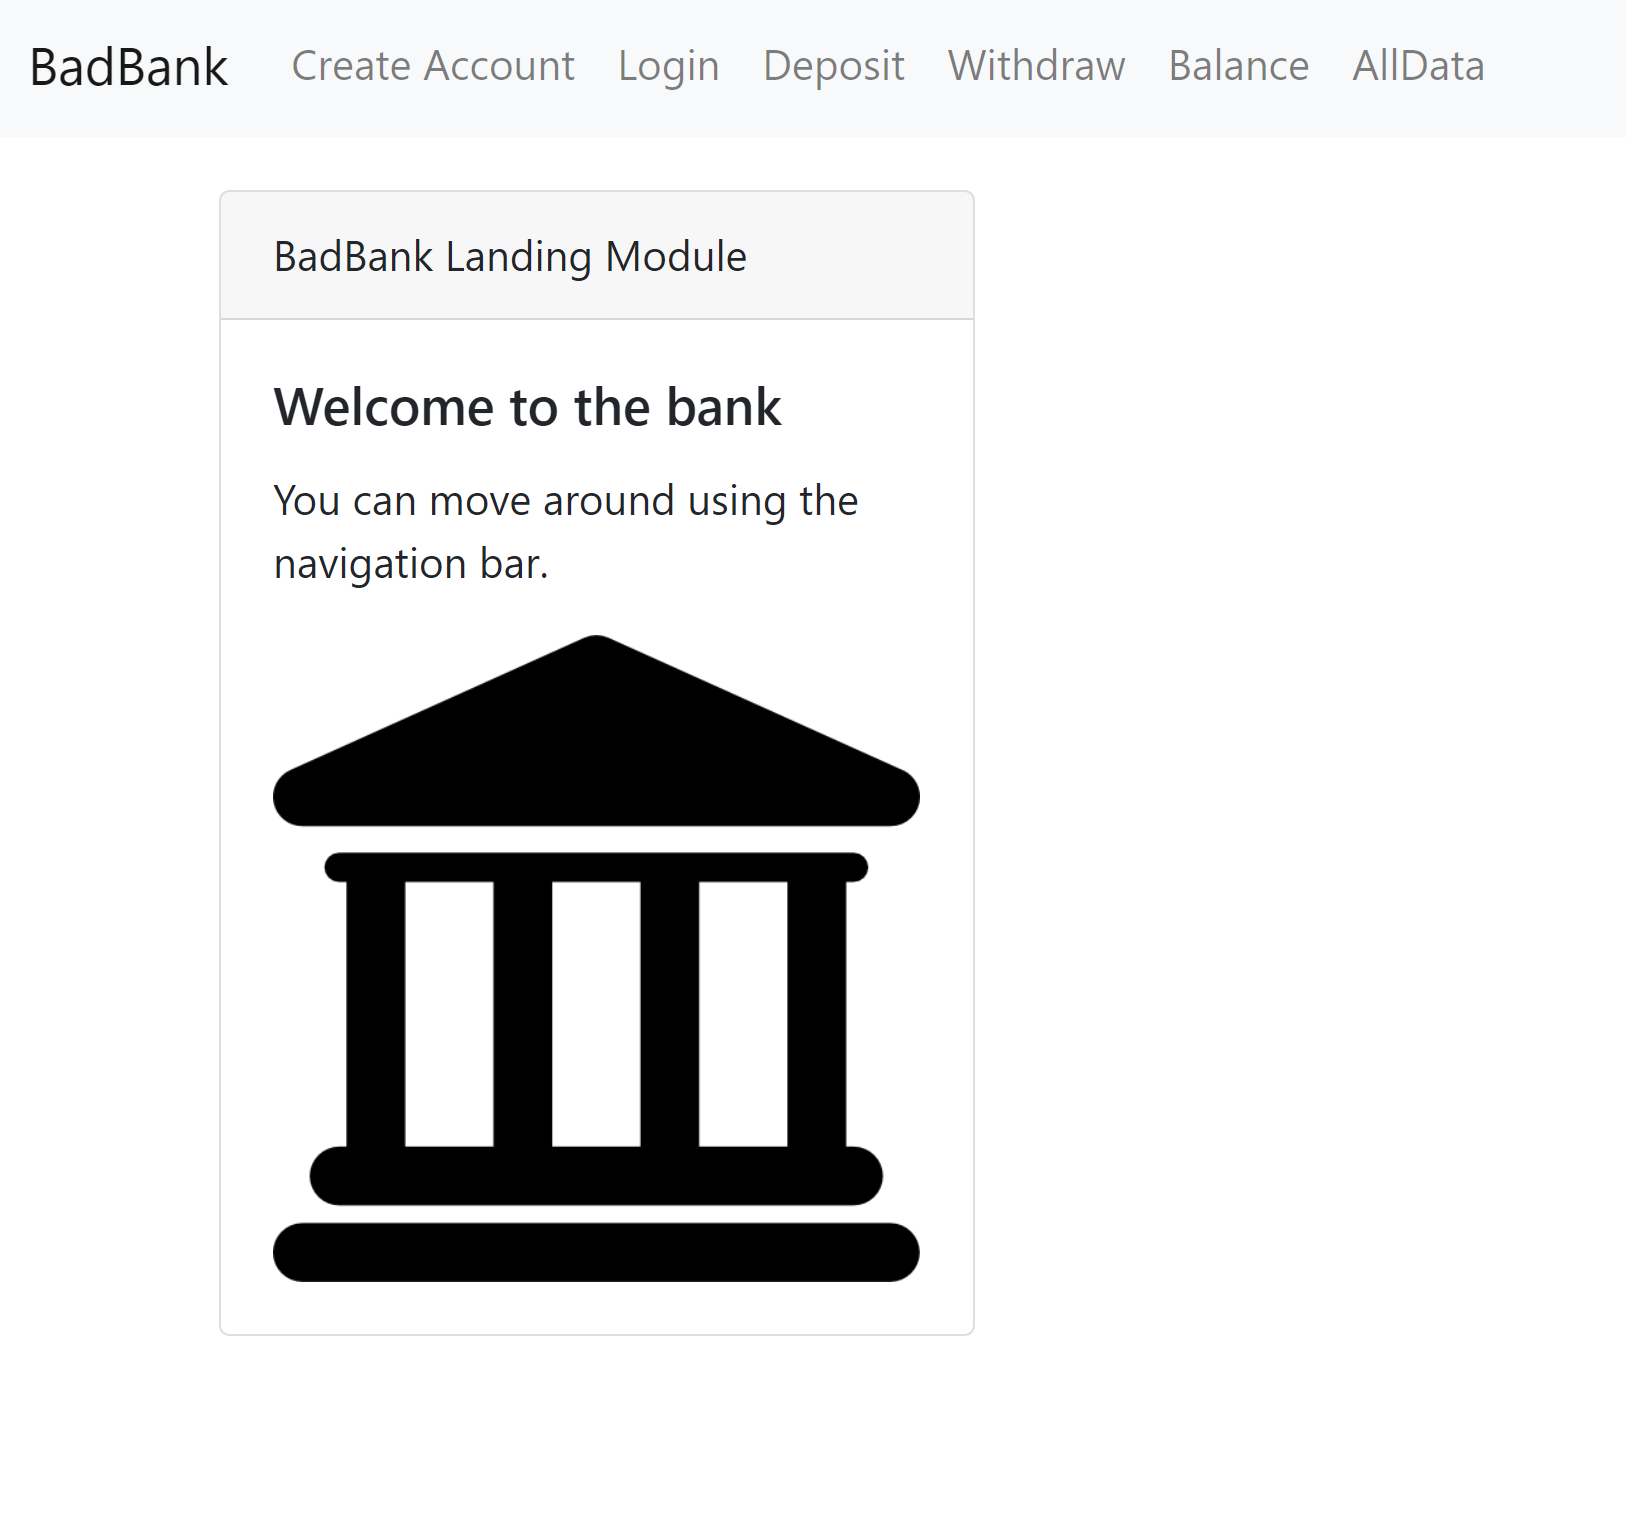 BadBank Create Account Login Deposit Withdraw Balance AllData
BadBank Landing Module
Welcome to the bank
You can move around using the
navigation bar.